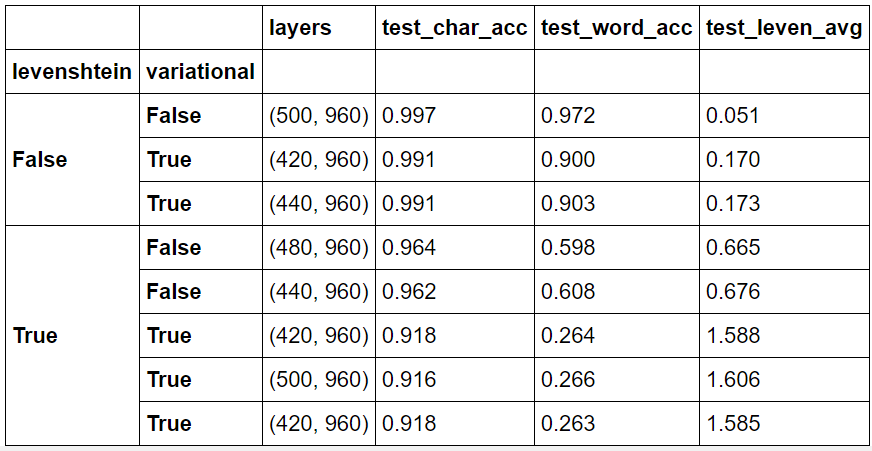 layers test_char_acc test_word_acc test_leven_avg
levenshtein variational
False False (500, 960) 0.997 0.972 0.051
True (420, 960) 0.991 0.900 0.170
True (440, 960) 0.991 0.903 0.173
True False (480, 960) 0.964 0.598 0.665
False (440, 960) 0.962 0.608 0.676
True (420, 960) 0.918 0.264 1.588
True (500, 960) 0.916 0.266 1.606
True (420, 960) 0.918 0.263 1.585